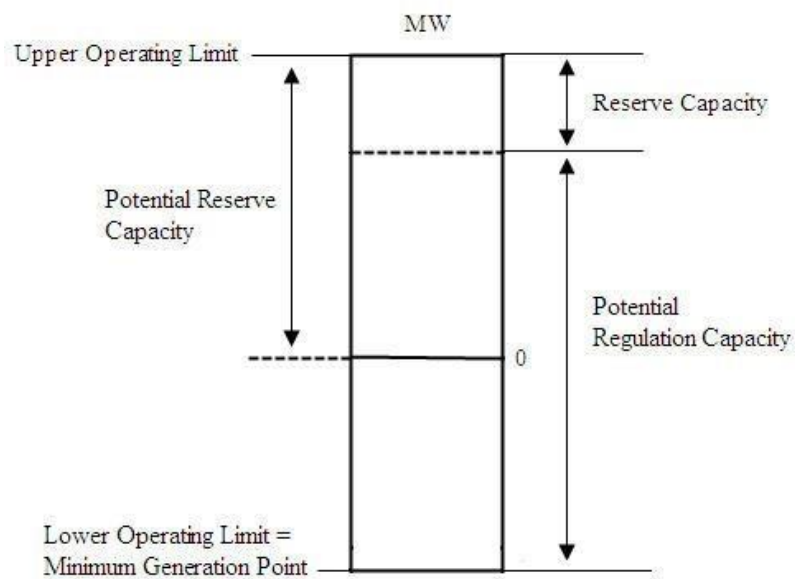 MW
Upper Operating Limit
Reserve Capacity
Potential Reserve
Capacity
Potential
Regulation Capacity
0
Lower Operating Limit =
Minimum Generation Point